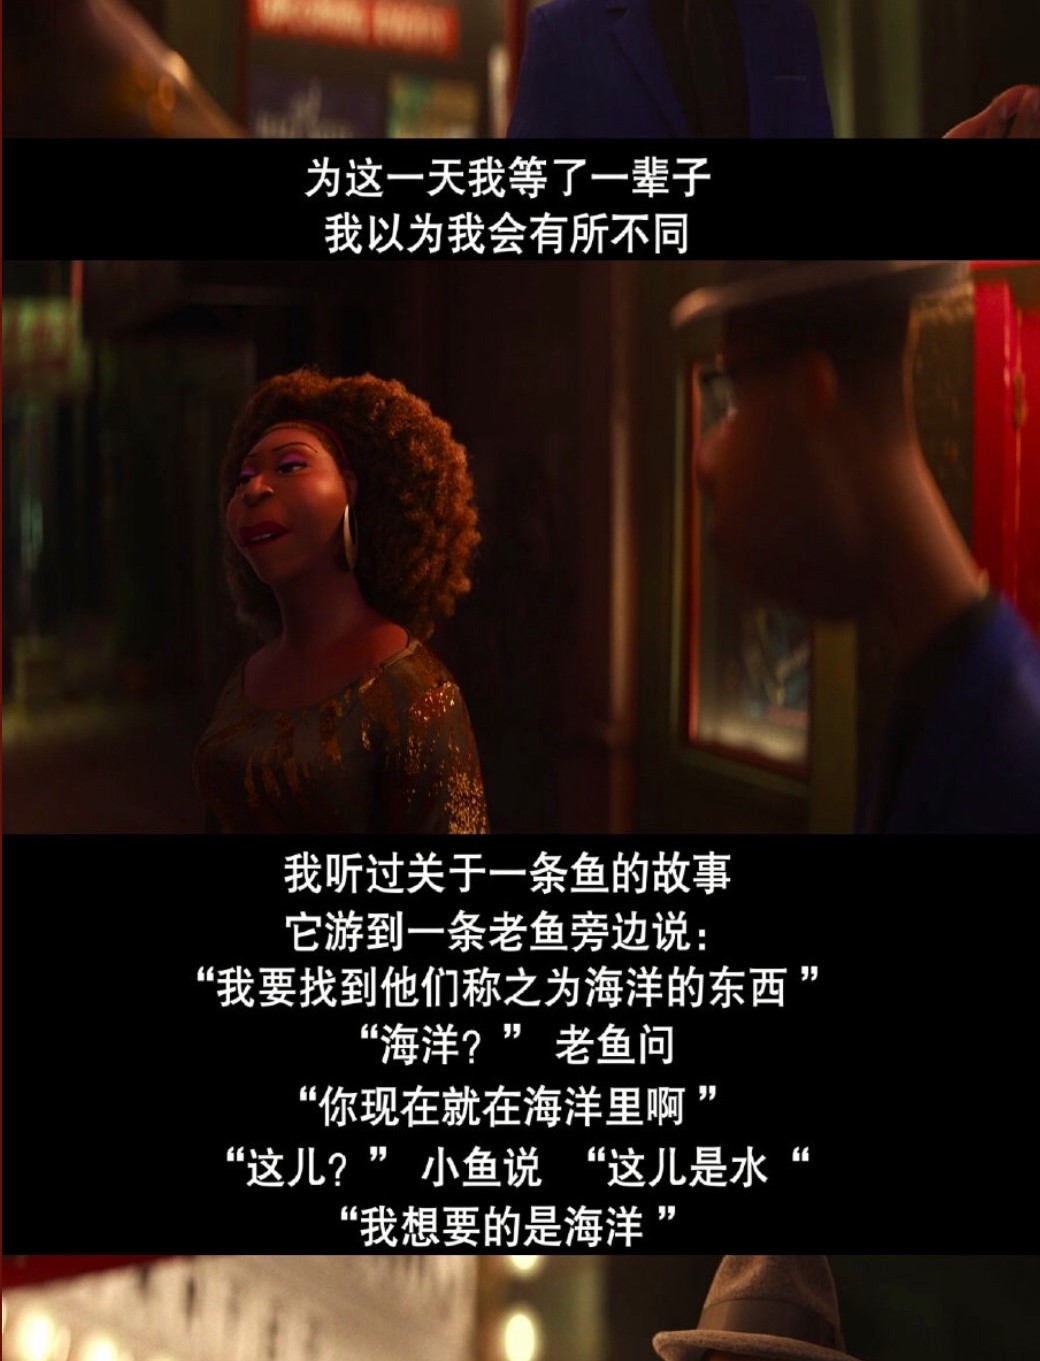 为这一天我等了一辈子
我以为我会有所不同
我听过关于一条鱼的故事
它游到一条老鱼旁边说：
“我要找到他们称之为海洋的东西 ”
“海洋？ ” 老鱼问
“你现在就在海洋里啊 ”
“这儿？ ” 小鱼说 “这儿是水 “
“我想要的是海洋 ”